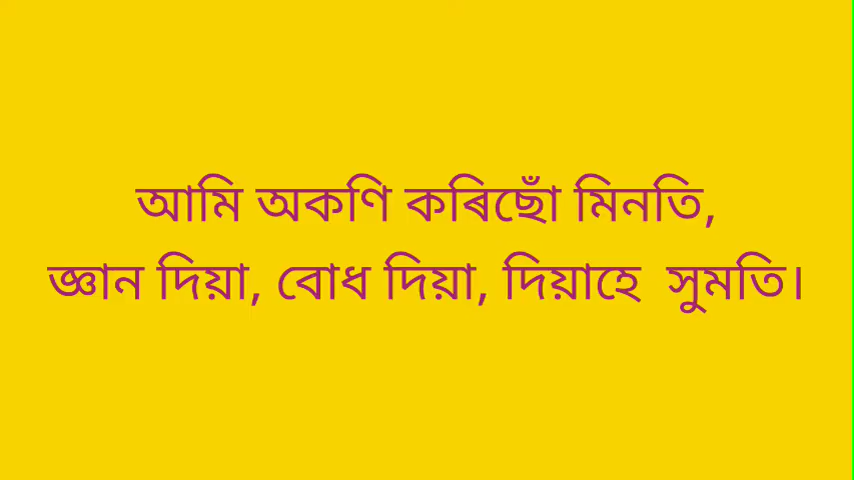 আমি অকণি কৰিছোঁ মিনতি,
জ্ঞান দিয়া, বোধ দিয়া, দিয়াহে  সুমতি।